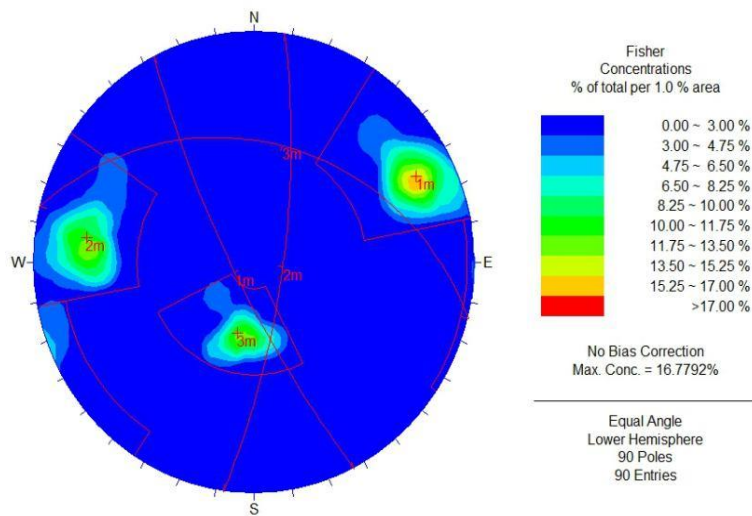 N
3m
1m
2m
W
E
1m
2m
3m
S
Fisher
Concentrations
% of total per 1.0 % area
0.00 ~ 3.00 %
3.00 ~ 4.75 %
4.75 ~ 6.50 %
6.50 ~ 8.25 %
8.25 ~ 10.00 %
10.00 ~ 11.75 %
11.75 ~ 13.50 %
13.50 ~ 15.25 %
15.25 ~ 17.00 %
>17.00 %
No Bias Correction
Max. Conc. = 16.7792%
Equal Angle
Lower Hemisphere
90 Poles
90 Entries